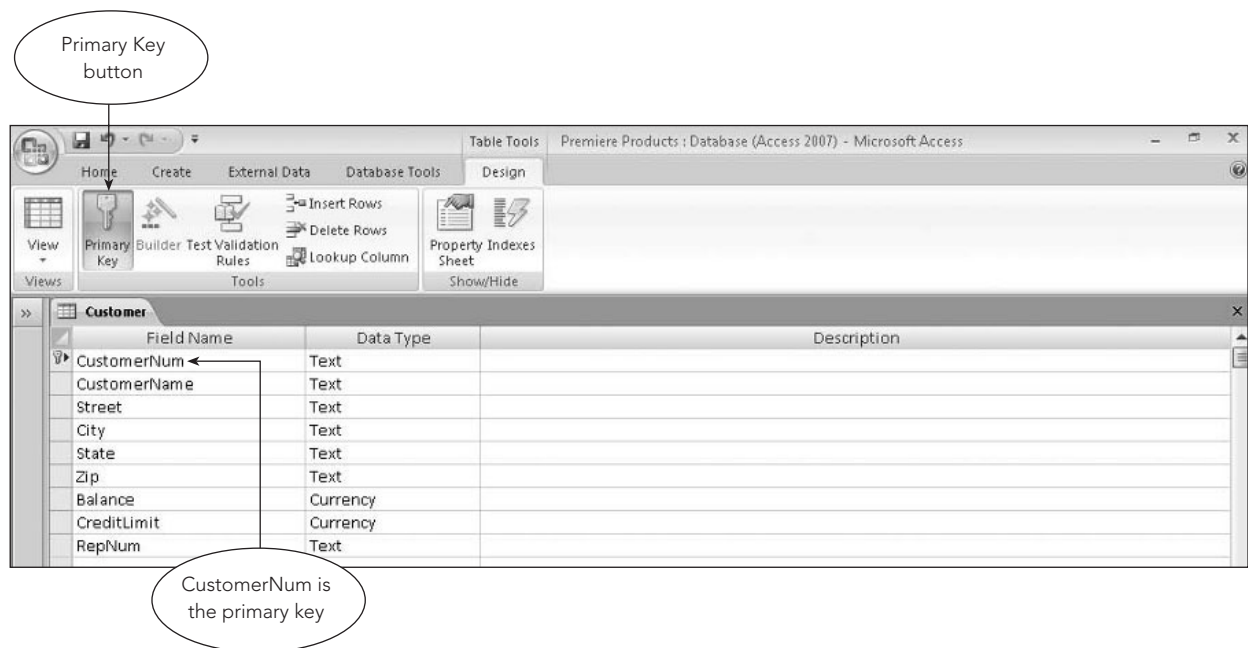 Primary Key
button
Table Tools
Premiere Products : Database (Access 2007) - Microsoft Access
Home Create External Data Database Tools Design
View
Primary
Key
Builder
Test Validation
Rules
Insert Rows
Delete Rows
Lookup Column
Property
Sheet
Indexes
Views Tools Show/Hide
Customer
Field Name Data Type Description
CustomerNum Text
CustomerName Text
Street Text
City Text
State Text
Zip Text
Balance Currency
CreditLimit Currency
RepNum Text
CustomerNum is
the primary key